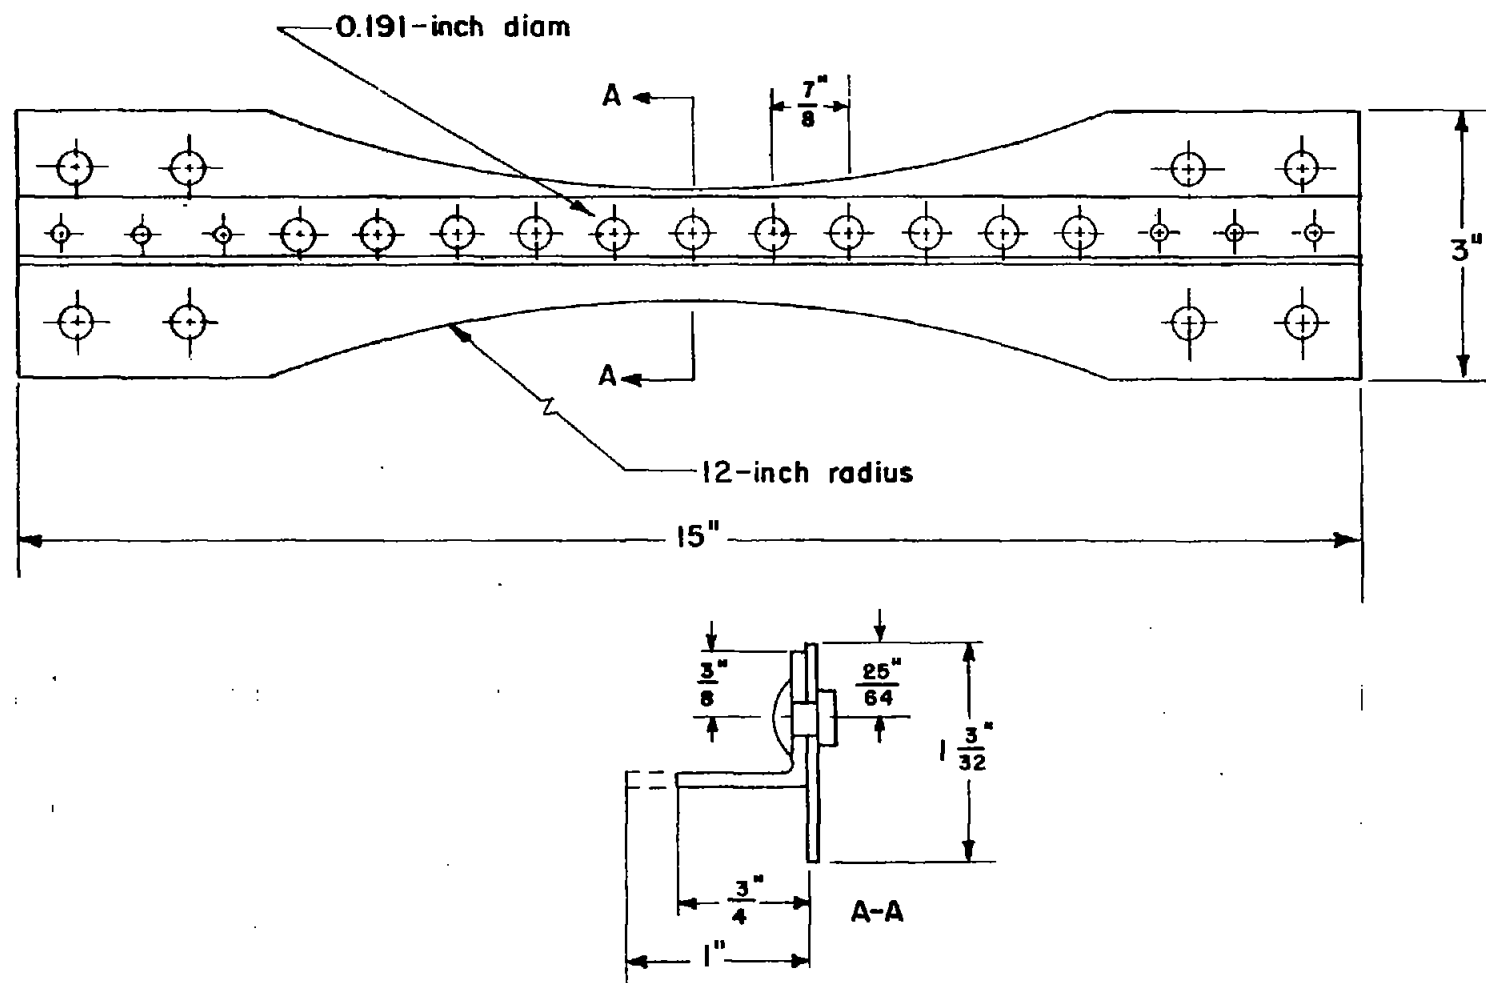 0.191-inch diam
A
7"
8
3"
A
12-inch radius
15"
3"
8
25"
64
1 3"
32
3"
4
A-A
1"